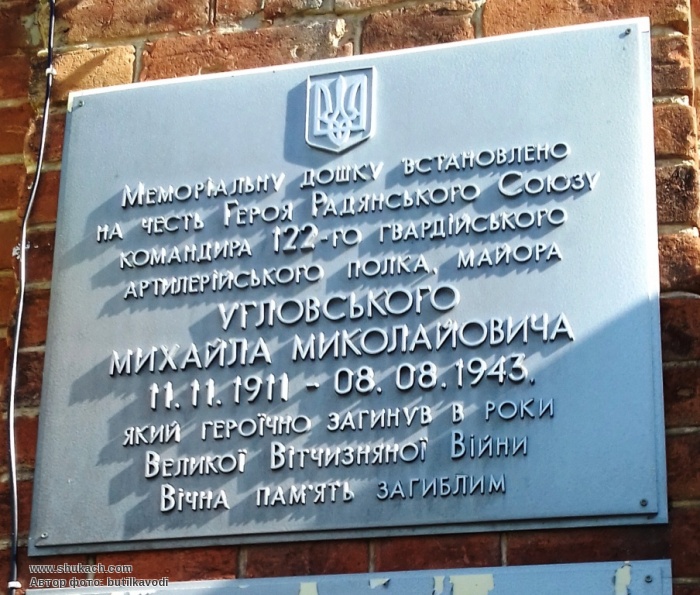 Меморіальну дошку встановлено
на честь Героя Радянського Союзу
командира 122-го гвардійського
артилерійського полка, майора
Угловського
Михайла Миколайовича
11.11.1911 - 08.08.1943.
який героїчно загинув в роки
Великої Вітчизняної Війни
Вічна пам'ять загиблим
www.shukach.com
Автор фото: butilkavodi